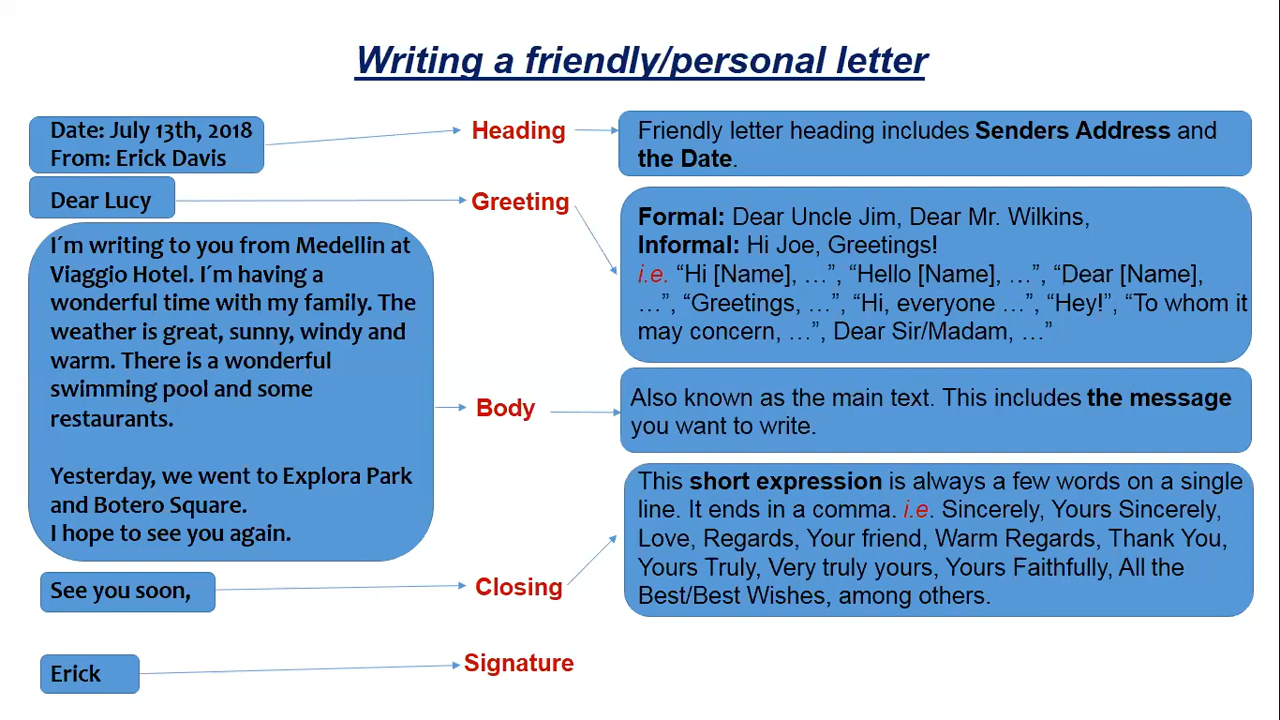 Writing a friendly/personal letter
Date: July 13th, 2018
From: Erick Davis
Heading
Friendly letter heading includes Senders Address and
the Date.
Dear Lucy
Greeting
Formal: Dear Uncle Jim, Dear Mr. Wilkins,
Informal: Hi Joe, Greetings!
i.e. “Hi [Name], …”, “Hello [Name], …”, “Dear [Name],
…”, “Greetings, …”, “Hi, everyone …”, “Hey!”, “To whom it
may concern, …”, Dear Sir/Madam, …”
I´m writing to you from Medellin at
Viaggio Hotel. I´m having a
wonderful time with my family. The
weather is great, sunny, windy and
warm. There is a wonderful
swimming pool and some
restaurants.
Yesterday, we went to Explora Park
and Botero Square.
I hope to see you again.
Body
Also known as the main text. This includes the message
you want to write.
See you soon,
Closing
This short expression is always a few words on a single
line. It ends in a comma. i.e. Sincerely, Yours Sincerely,
Love, Regards, Your friend, Warm Regards, Thank You,
Yours Truly, Very truly yours, Yours Faithfully, All the
Best/Best Wishes, among others.
Erick
Signature